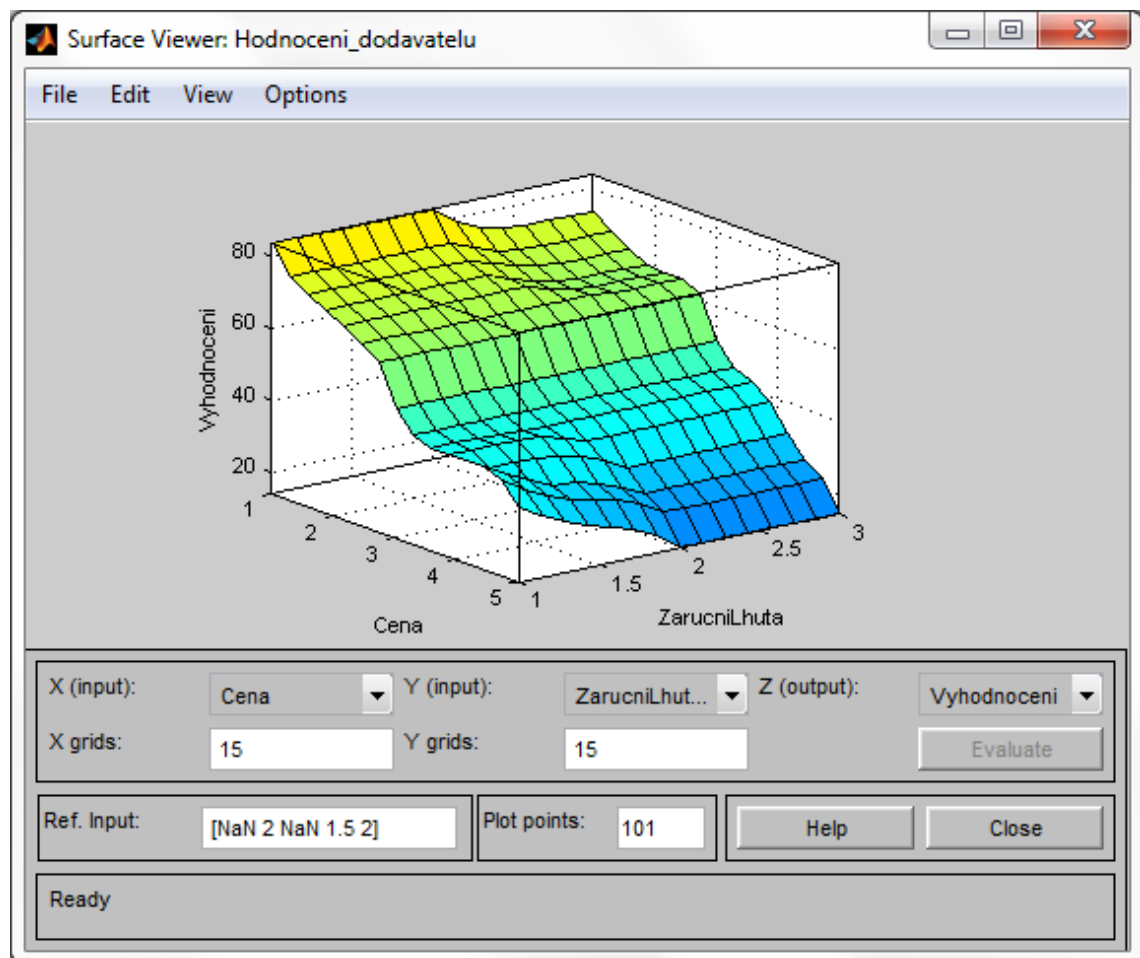 Surface Viewer: Hodnoceni_dodavatelu
File Edit View Options
80
60
40
20
Vyhodnoceni
1
2
3
4
5
Cena
1
1.5
2
2.5
3
ZarucniLhuta
X (input): Cena Y (input): ZarucniLhut... Z (output): Vyhodnoceni
X grids: 15 Y grids: 15 Evaluate
Ref. Input: [NaN 2 NaN 1.5 2] Plot points: 101 Help Close
Ready